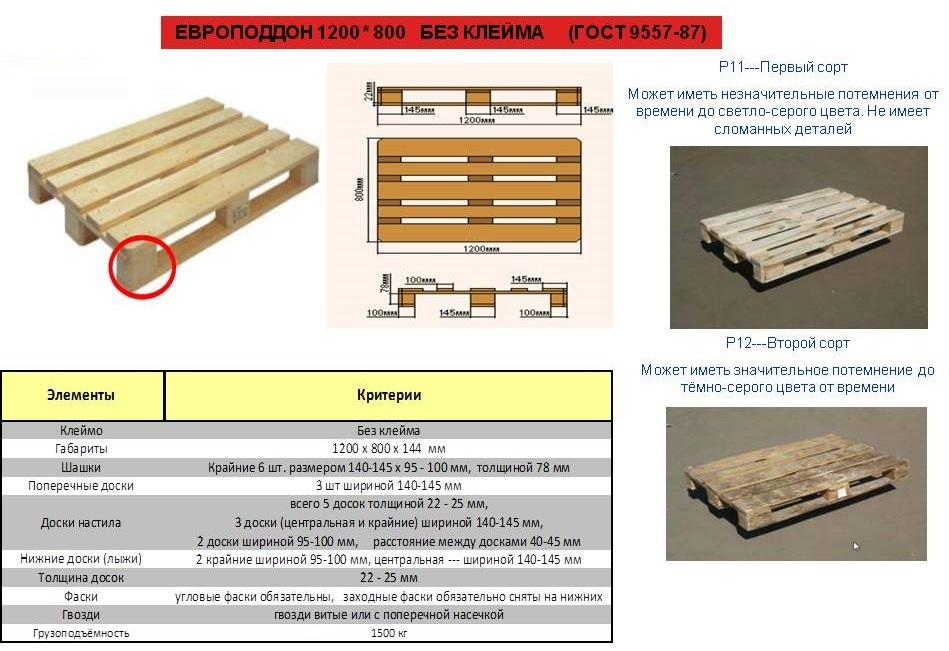 ЕВРОПОДДОН 1200*800 БЕЗ КЛЕЙМА (ГОСТ 9557-87)
22мм
145мм
145мм
145мм
1200мм
800мм
1200мм
78мм
100мм
145мм
100мм
145мм
100мм
Р11---Первый сорт
Может иметь незначительные потемнения от
времени до светло-серого цвета. Не имеет
сломанных деталей
Р12---Второй сорт
Может иметь значительное потемнение до
тёмно-серого цвета от времени
Элементы Критерии
Клеймо Без клейма
Габариты 1200 х 800 х 144 мм
Шашки Крайние 6 шт. размером 140-145 х 95 - 100 мм, толщиной 78 мм
Поперечные доски 3 шт шириной 140-145 мм
Доски настила всего 5 досок толщиной 22 - 25 мм,
3 доски (центральная и крайние) шириной 140-145 мм,
2 доски шириной 95-100 мм, расстояние между досками 40-45 мм
Нижние доски (лыжи) 2 крайние шириной 95-100 мм, центральная --- шириной 140-145 мм
Толщина досок 22 - 25 мм
Фаски угловые фаски обязательны, заходные фаски обязательно сняты на нижних
Гвозди гвозди витые или с поперечной насечкой
Грузоподъёмность 1500 кг